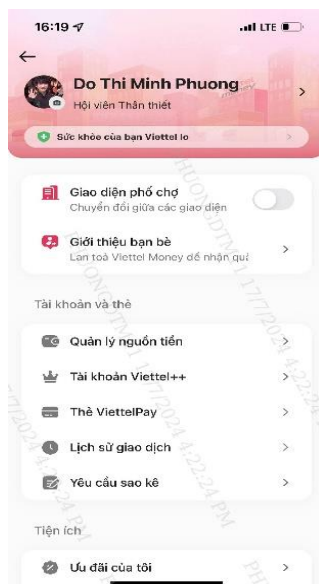 16:19
LTE
Do Thi Minh Phuong
Hội viên Thân thiết
Sức khỏe của bạn Viettel lo
Giao diện phố chợ
Chuyển đổi giữa các giao diện
Giới thiệu bạn bè
Lan toả Viettel Money để nhận quà
Tài khoản và thẻ
Quản lý nguồn tiền
Tài khoản Viettel++
Thẻ ViettelPay
Lịch sử giao dịch
Yêu cầu sao kê
Tiện ích
Ưu đãi của tôi